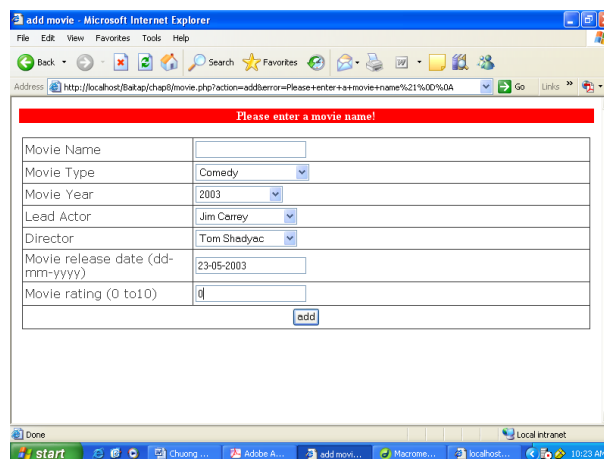 add movie - Microsoft Internet Explorer
File Edit View Favorites Tools Help
Back Search Favorites
Address http://localhost/Baitap/chap8/movie.php?action=add&error=Please+enter+a+movie+name%21%0D%0A Go Links »
Please enter a movie name!
Movie Name
Movie Type Comedy
Movie Year 2003
Lead Actor Jim Carrey
Director Tom Shadyac
Movie release date (dd-
mm-yyyy) 23-05-2003
Movie rating (0 to10) 0
add
Done Local intranet
start Chuong ... Adobe A... add movi... Macrome... localhost... 10:23 AM